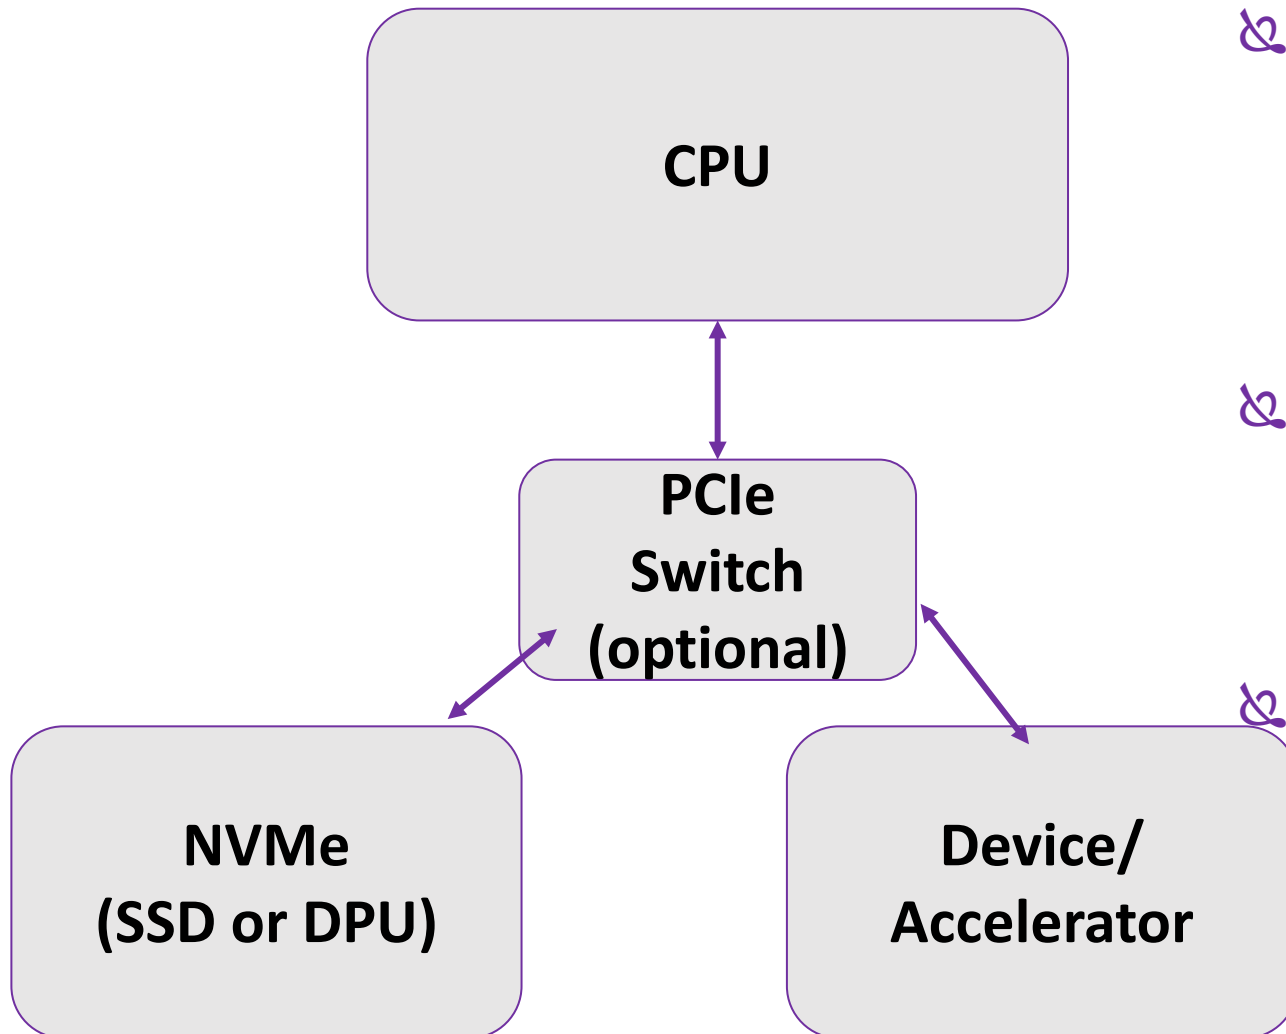 CPU
PCIe
Switch
(optional)
NVMe
(SSD or DPU)
Device/
Accelerator